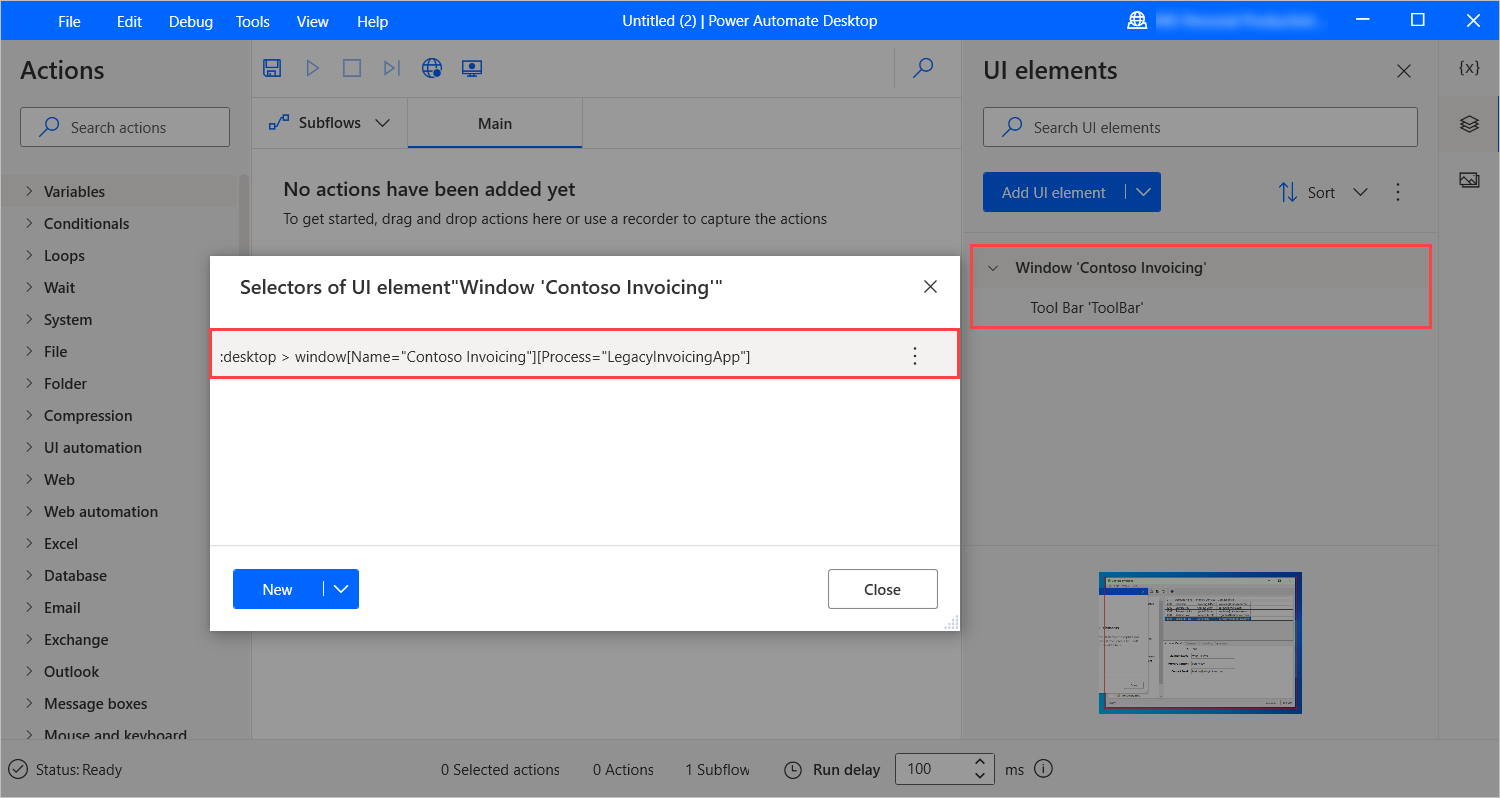 File Edit Debug Tools View Help Untitled (2) | Power Automate Desktop
Actions
Search actions
Variables
Conditionals
Loops
Wait
System
File
Folder
Compression
UI automation
Web
Web automation
Excel
Database
Email
Exchange
Outlook
Message boxes
Mouse and keyboard
Subflows Main
No actions have been added yet
To get started, drag and drop actions here or use a recorder to capture the actions
Selectors of UI element"Window 'Contoso Invoicing'"
:desktop > window[Name="Contoso Invoicing"][Process="LegacyInvoicingApp"]
New Close
UI elements
{x}
Search UI elements
Add UI element Sort
Window 'Contoso Invoicing'
Tool Bar 'ToolBar'
Status: Ready 0 Selected actions 0 Actions 1 Subflow Run delay 100 ms